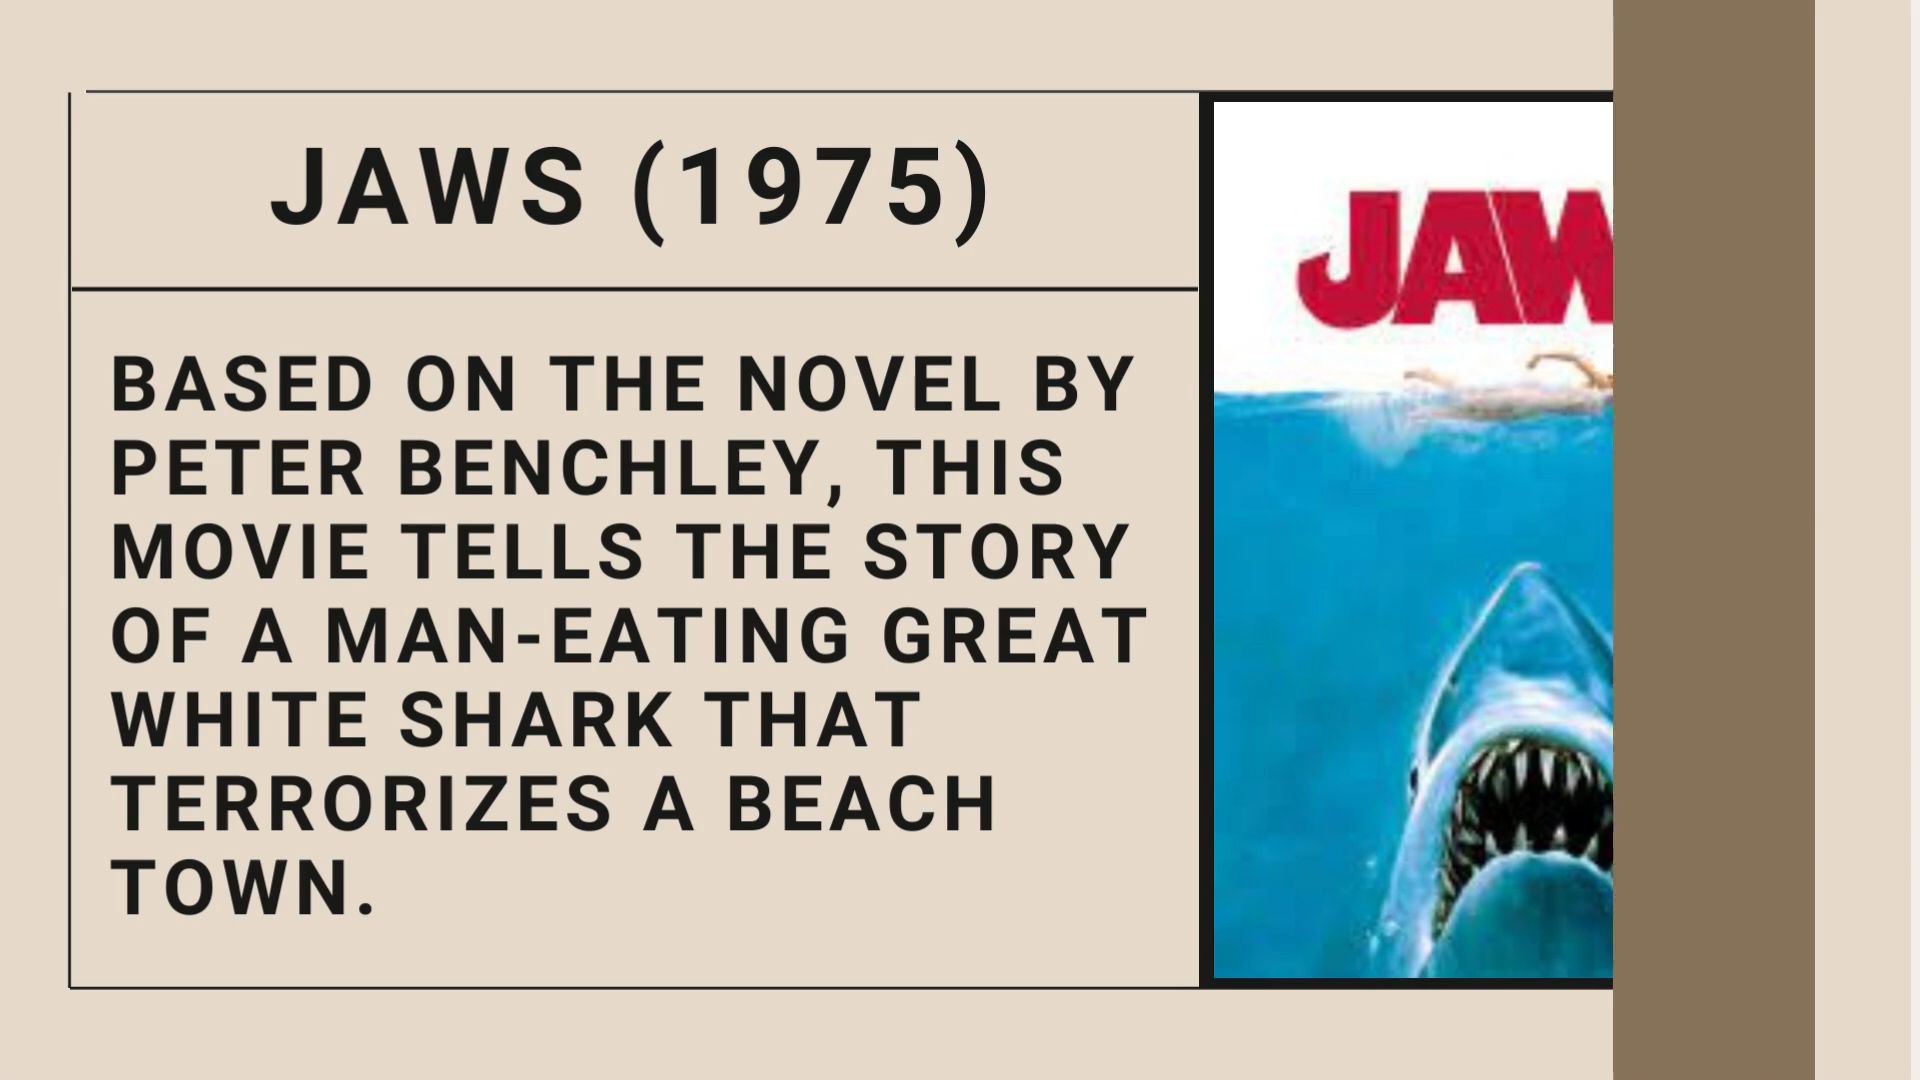 JAWS (1975)
BASED ON THE NOVEL BY
PETER BENCHLEY, THIS
MOVIE TELLS THE STORY
OF A MAN-EATING GREAT
WHITE SHARK THAT
TERRORIZES A BEACH
TOWN.
JAW